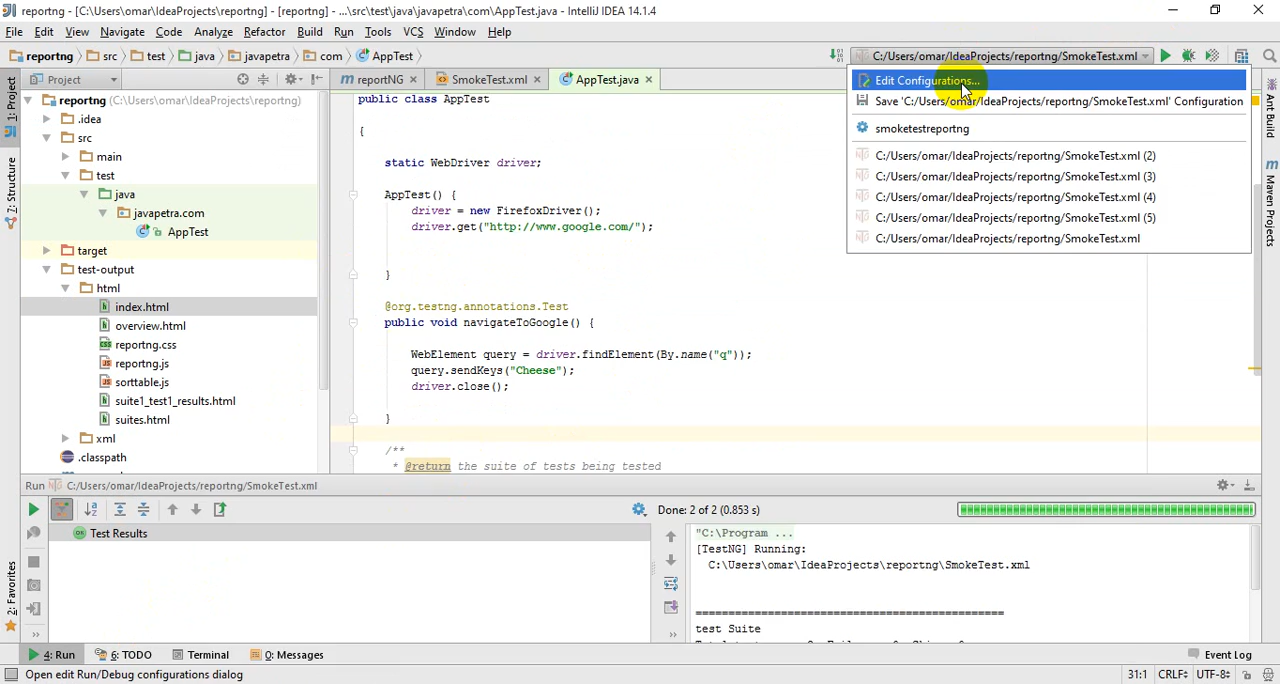 reportng - [C:\Users\omar\IdeaProjects\reportng] - [reportng] - ...\src\test\java\javapetra\com\AppTest.java - IntelliJ IDEA 14.1.4
File Edit View Navigate Code Analyze Refactor Build Run Tools VCS Window Help
reportng src test java javapetra com AppTest
C:/Users/omar/IdeaProjects/reportng/SmokeTest.xml
Edit Configurations...
Save 'C:/Users/omar/IdeaProjects/reportng/SmokeTest.xml' Configuration
smoketestreportng
C:/Users/omar/IdeaProjects/reportng/SmokeTest.xml (2)
C:/Users/omar/IdeaProjects/reportng/SmokeTest.xml (3)
C:/Users/omar/IdeaProjects/reportng/SmokeTest.xml (4)
C:/Users/omar/IdeaProjects/reportng/SmokeTest.xml (5)
C:/Users/omar/IdeaProjects/reportng/SmokeTest.xml
1: Project
Z: Structure
2: Favorites
Ant Build
Maven Projects
Project
reportng (C:\Users\omar\IdeaProjects\reportng)
.idea
src
main
test
java
javapetra.com
AppTest
target
test-output
html
index.html
overview.html
reportng.css
reportng.js
sorttable.js
suite1_test1_results.html
suites.html
xml
.classpath
reportNG SmokeTest.xml AppTest.java
public class AppTest
{
static WebDriver driver;
AppTest() {
driver = new FirefoxDriver();
driver.get("http://www.google.com/");
}
@org.testng.annotations.Test
public void navigateToGoogle() {
WebElement query = driver.findElement(By.name("q"));
query.sendKeys("Cheese");
driver.close();
}
/**
* @return the suite of tests being tested
Run C:/Users/omar/IdeaProjects/reportng/SmokeTest.xml
Done: 2 of 2 (0.853 s)
Test Results
"C:\Program ...
[TestNG] Running:
C:\Users\omar\IdeaProjects\reportng\SmokeTest.xml
===============================================
test Suite
4: Run 6: TODO Terminal 0: Messages Event Log
Open edit Run/Debug configurations dialog 31:1 CRLF÷ UTF-8÷